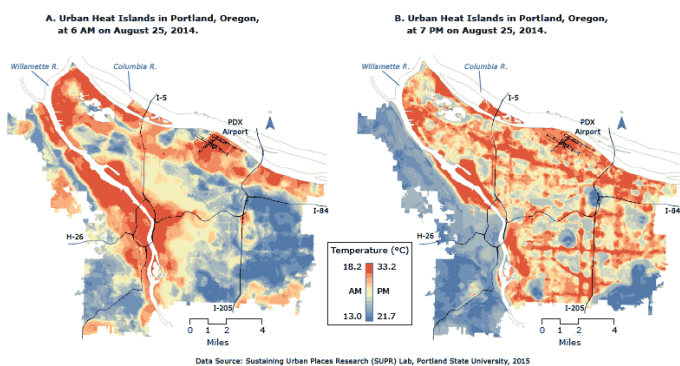 A. Urban Heat Islands in Portland, Oregon,
at 6 AM on August 25, 2014.
Willamette R.
Columbia R.
I-5
PDX
Airport
I-84
H-26
I-205
0 1 2 4
Miles
B. Urban Heat Islands in Portland, Oregon,
at 7 PM on August 25, 2014.
Willamette R.
Columbia R.
I-5
PDX
Airport
I-84
H-26
I-205
0 1 2 4
Miles
Temperature (ºC)
18.2 33.2
AM PM
13.0 21.7
Data Source: Sustaining Urban Places Research (SUPR) Lab, Portland State University, 2015